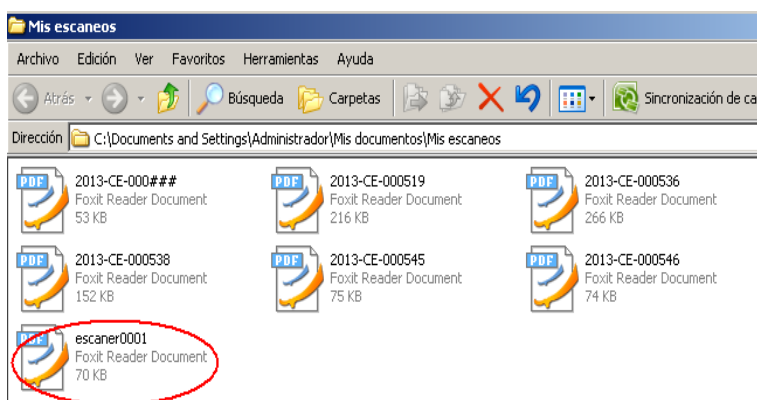 Mis escaneos
Archivo Edición Ver Favoritos Herramientas Ayuda
Atrás Búsqueda Carpetas Sincronización de ca
Dirección C:\Documents and Settings\Administrador\Mis documentos\Mis escaneos
PDF 2013-CE-000### PDF 2013-CE-000519 PDF 2013-CE-000536
Foxit Reader Document Foxit Reader Document Foxit Reader Document
53 KB 216 KB 266 KB
PDF 2013-CE-000538 PDF 2013-CE-000545 PDF 2013-CE-000546
Foxit Reader Document Foxit Reader Document Foxit Reader Document
152 KB 75 KB 74 KB
PDF escaner0001
Foxit Reader Document
70 KB